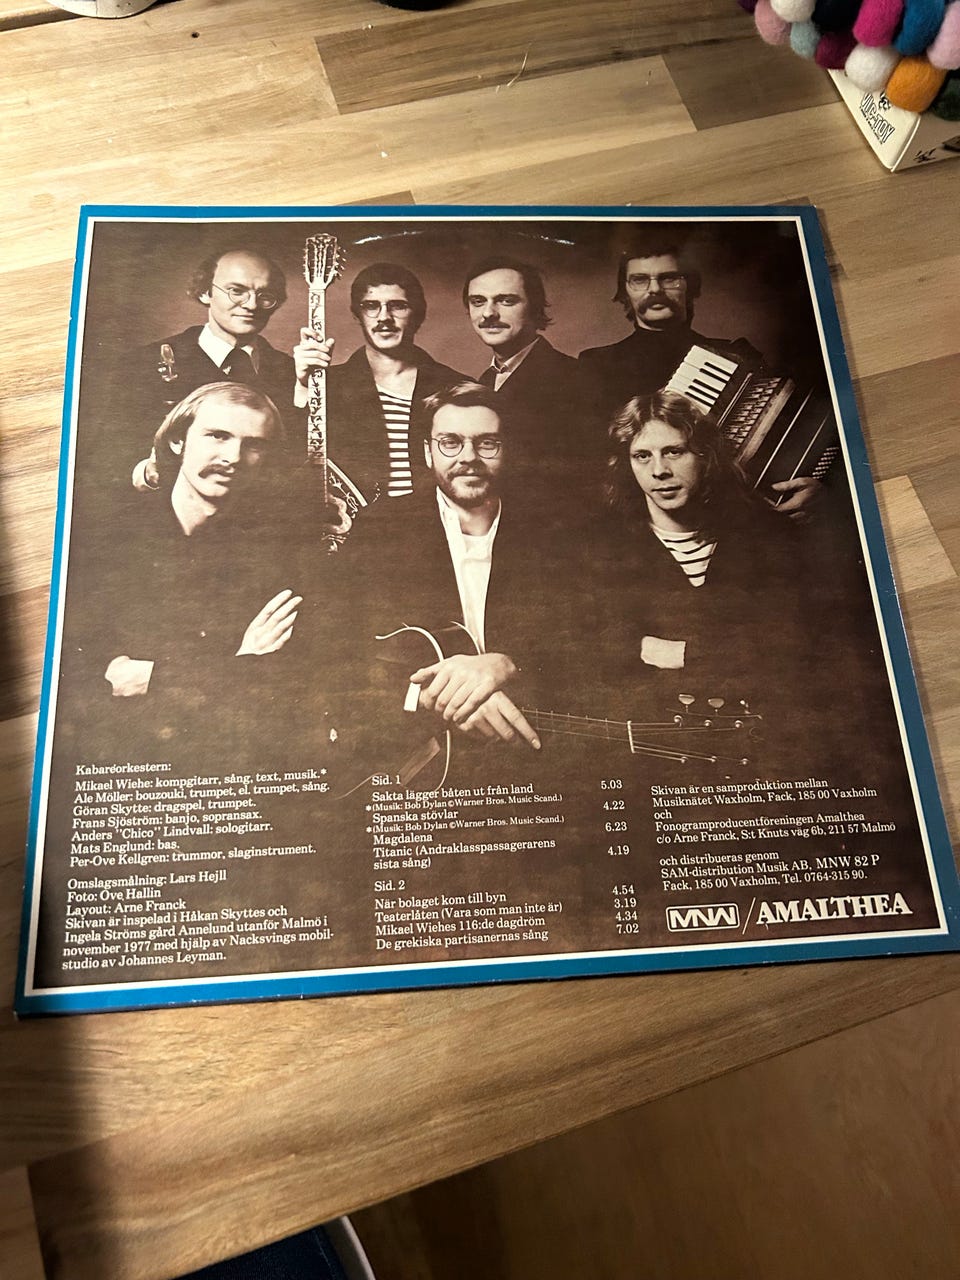 VAC-TOY
Kabaréorkestern:
Mikael Wiehe: kompgitarr, sång, text, musik.*
Ale Möller: bouzouki, trumpet, el. trumpet, sång.
Göran Skytte: dragspel, trumpet.
Frans Sjöström: banjo, sopransax.
Anders "Chico" Lindvall: sologitarr.
Mats Englund: bas.
Per-Ove Kellgren: trummor, slaginstrument.
Omslagsmålning: Lars Hejll
Foto: Ove Hallin
Layout: Arne Franck
Skivan är inspelad i Håkan Skyttes och
Ingela Ströms gård Annelund utanför Malmö i
november 1977 med hjälp av Nacksvings mobil-
studio av Johannes Leyman.
Sid. 1
Sakta lägger båten ut från land 5.03
*(Musik: Bob Dylan ©Warner Bros. Music Scand.)
Spanska stövlar 4.22
*(Musik: Bob Dylan ©Warner Bros. Music Scand.)
Magdalena 6.23
Titanic (Andraklasspassagerarens
sista sång) 4.19
Sid. 2
När bolaget kom till byn 4.54
Teaterlåten (Vara som man inte är) 3.19
Mikael Wiehes 116:de dagdröm 4.34
De grekiska partisanernas sång 7.02
Skivan är en samproduktion mellan
Musiknätet Waxholm, Fack, 185 00 Vaxholm
och
Fonogramproducentföreningen Amalthea
c/o Arne Franck, S:t Knuts väg 6b, 211 57 Malmö
och distribueras genom
SAM-distribution Musik AB, MNW 82 P
Fack, 185 00 Vaxholm, Tel. 0764-315 90.
MNW/AMALTHEA